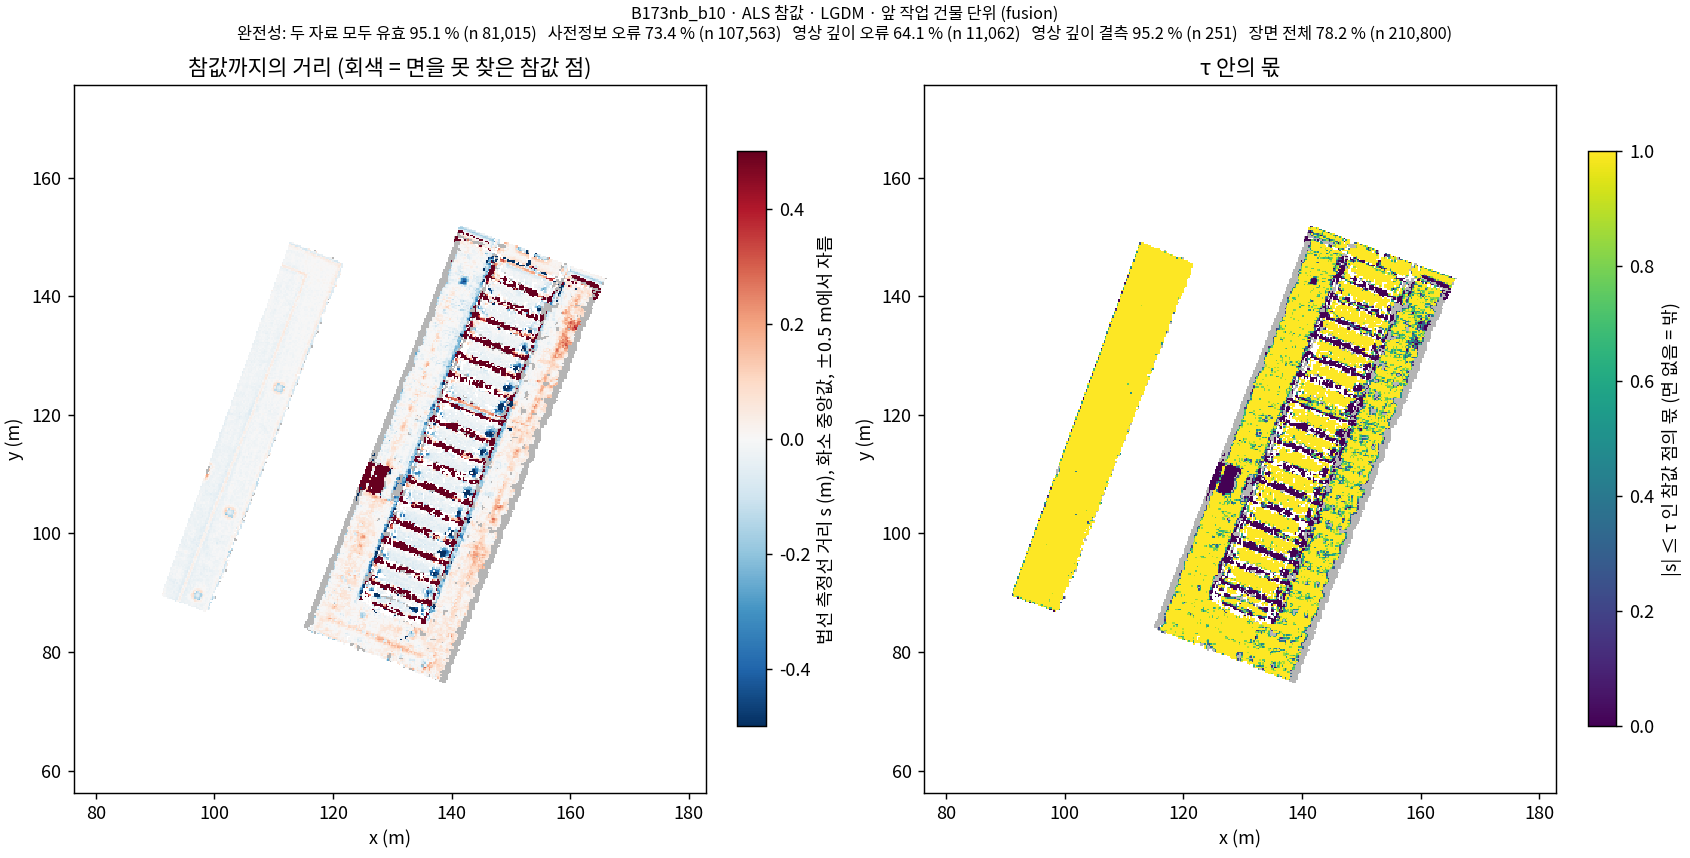 B173nb_b10 · ALS 참값 · LGDM · 앞 작업 건물 단위 (fusion)
완전성: 두 자료 모두 유효 95.1 % (n 81,015)   사전정보 오류 73.4 % (n 107,563)   영상 깊이 오류 64.1 % (n 11,062)   영상 깊이 결측 95.2 % (n 251)   장면 전체 78.2 % (n 210,800)
참값까지의 거리 (회색 = 면을 못 찾은 참값 점)
160
140
120
100
80
60
y (m)
80 100 120 140 160 180
x (m)
0.4
0.2
0.0
-0.2
-0.4
법선 측정선 거리 s (m), 화소 중앙값, ±0.5 m에서 자름
τ 안의 몫
160
140
120
100
80
60
y (m)
80 100 120 140 160 180
x (m)
1.0
0.8
0.6
0.4
0.2
0.0
|s| ≤ τ 인 참값 점의 몫 (면 없음 = 밖)